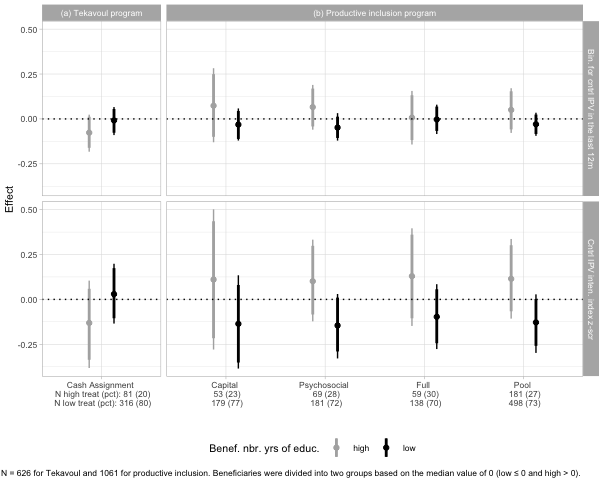 (a) Tekavoul program
(b) Productive inclusion program
0.50
0.25
0.00
-0.25
Bin. for cntrl IPV in the last 12m
0.50
0.25
0.00
-0.25
Cntrl IPV inten. index z-scr
Effect
Cash Assignment
N high treat (pct): 81 (20)
N low treat (pct): 316 (80)
Capital
53 (23)
179 (77)
Psychosocial
69 (28)
181 (72)
Full
59 (30)
138 (70)
Pool
181 (27)
498 (73)
Benef. nbr. yrs of educ. high low
N = 626 for Tekavoul and 1061 for productive inclusion. Beneficiaries were divided into two groups based on the median value of 0 (low ≤ 0 and high > 0).